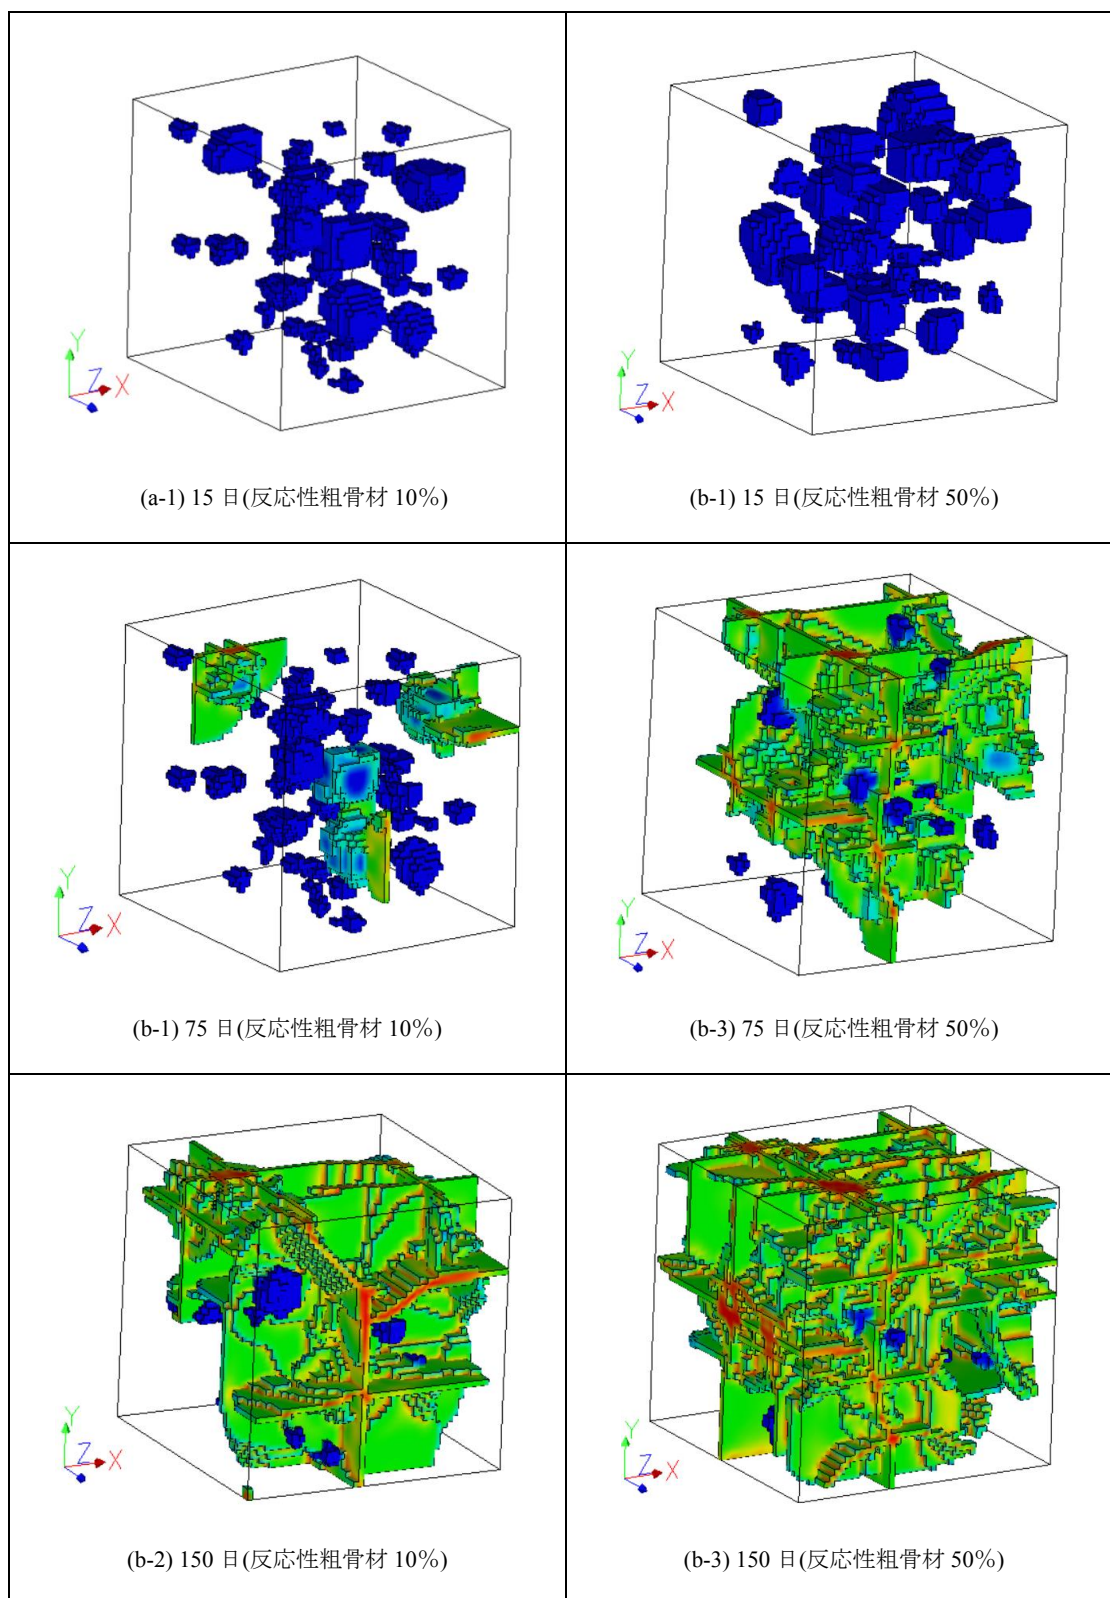 Y
Z
X
Y
Z
X
(a-1) 15 日(反応性粗骨材 10%)
(b-1) 15 日(反応性粗骨材 50%)
Y
Z
X
Y
Z
X
(b-1) 75 日(反応性粗骨材 10%)
(b-3) 75 日(反応性粗骨材 50%)
Y
Z
X
Y
Z
X
(b-2) 150 日(反応性粗骨材 10%)
(b-3) 150 日(反応性粗骨材 50%)